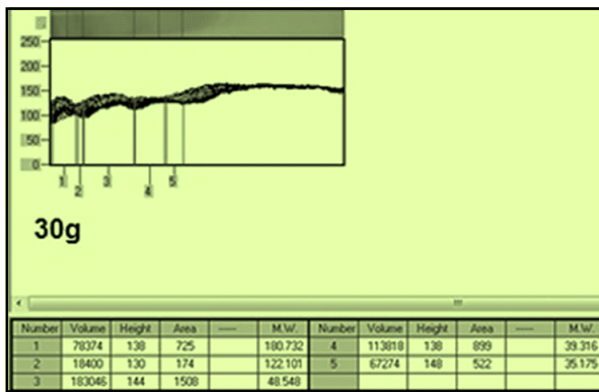 250
200
150
100
50
0
1
2
3
4
5
30g
Number Volume Height Area ---- M.W. Number Volume Height Area ---- M.W.
1 78374 138 725 180.732 4 113818 138 899 39.316
2 18400 130 174 122.101 5 67274 148 522 35.175
3 183046 144 1508 48.548